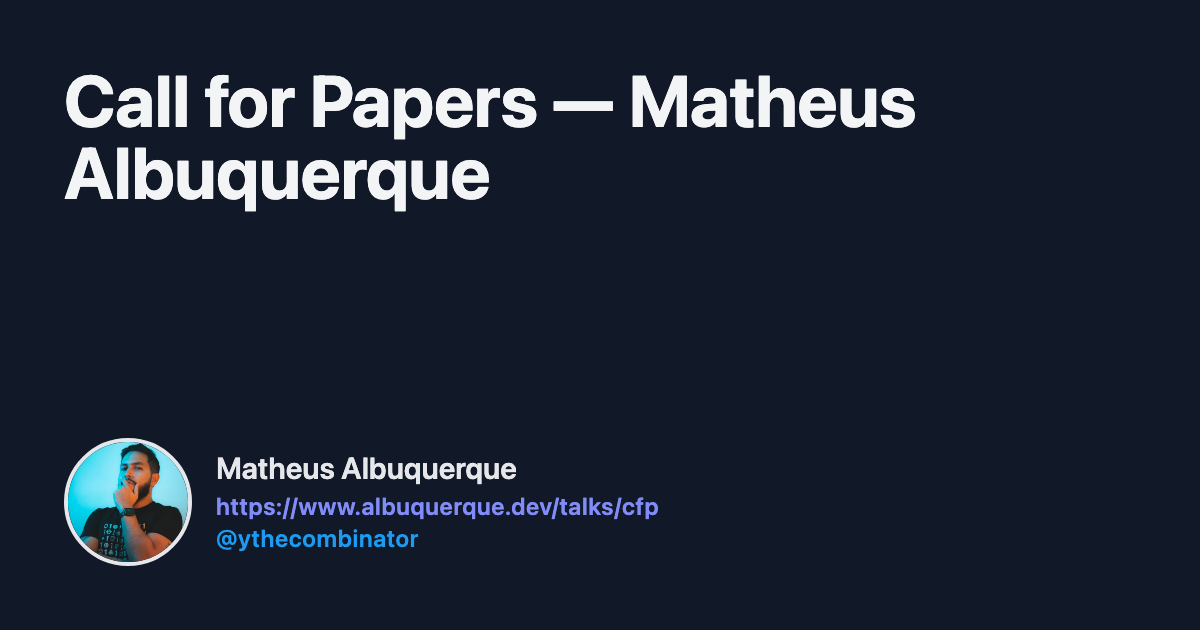 Call for Papers — Matheus
Albuquerque
Matheus Albuquerque
https://www.albuquerque.dev/talks/cfp
@ythecombinator